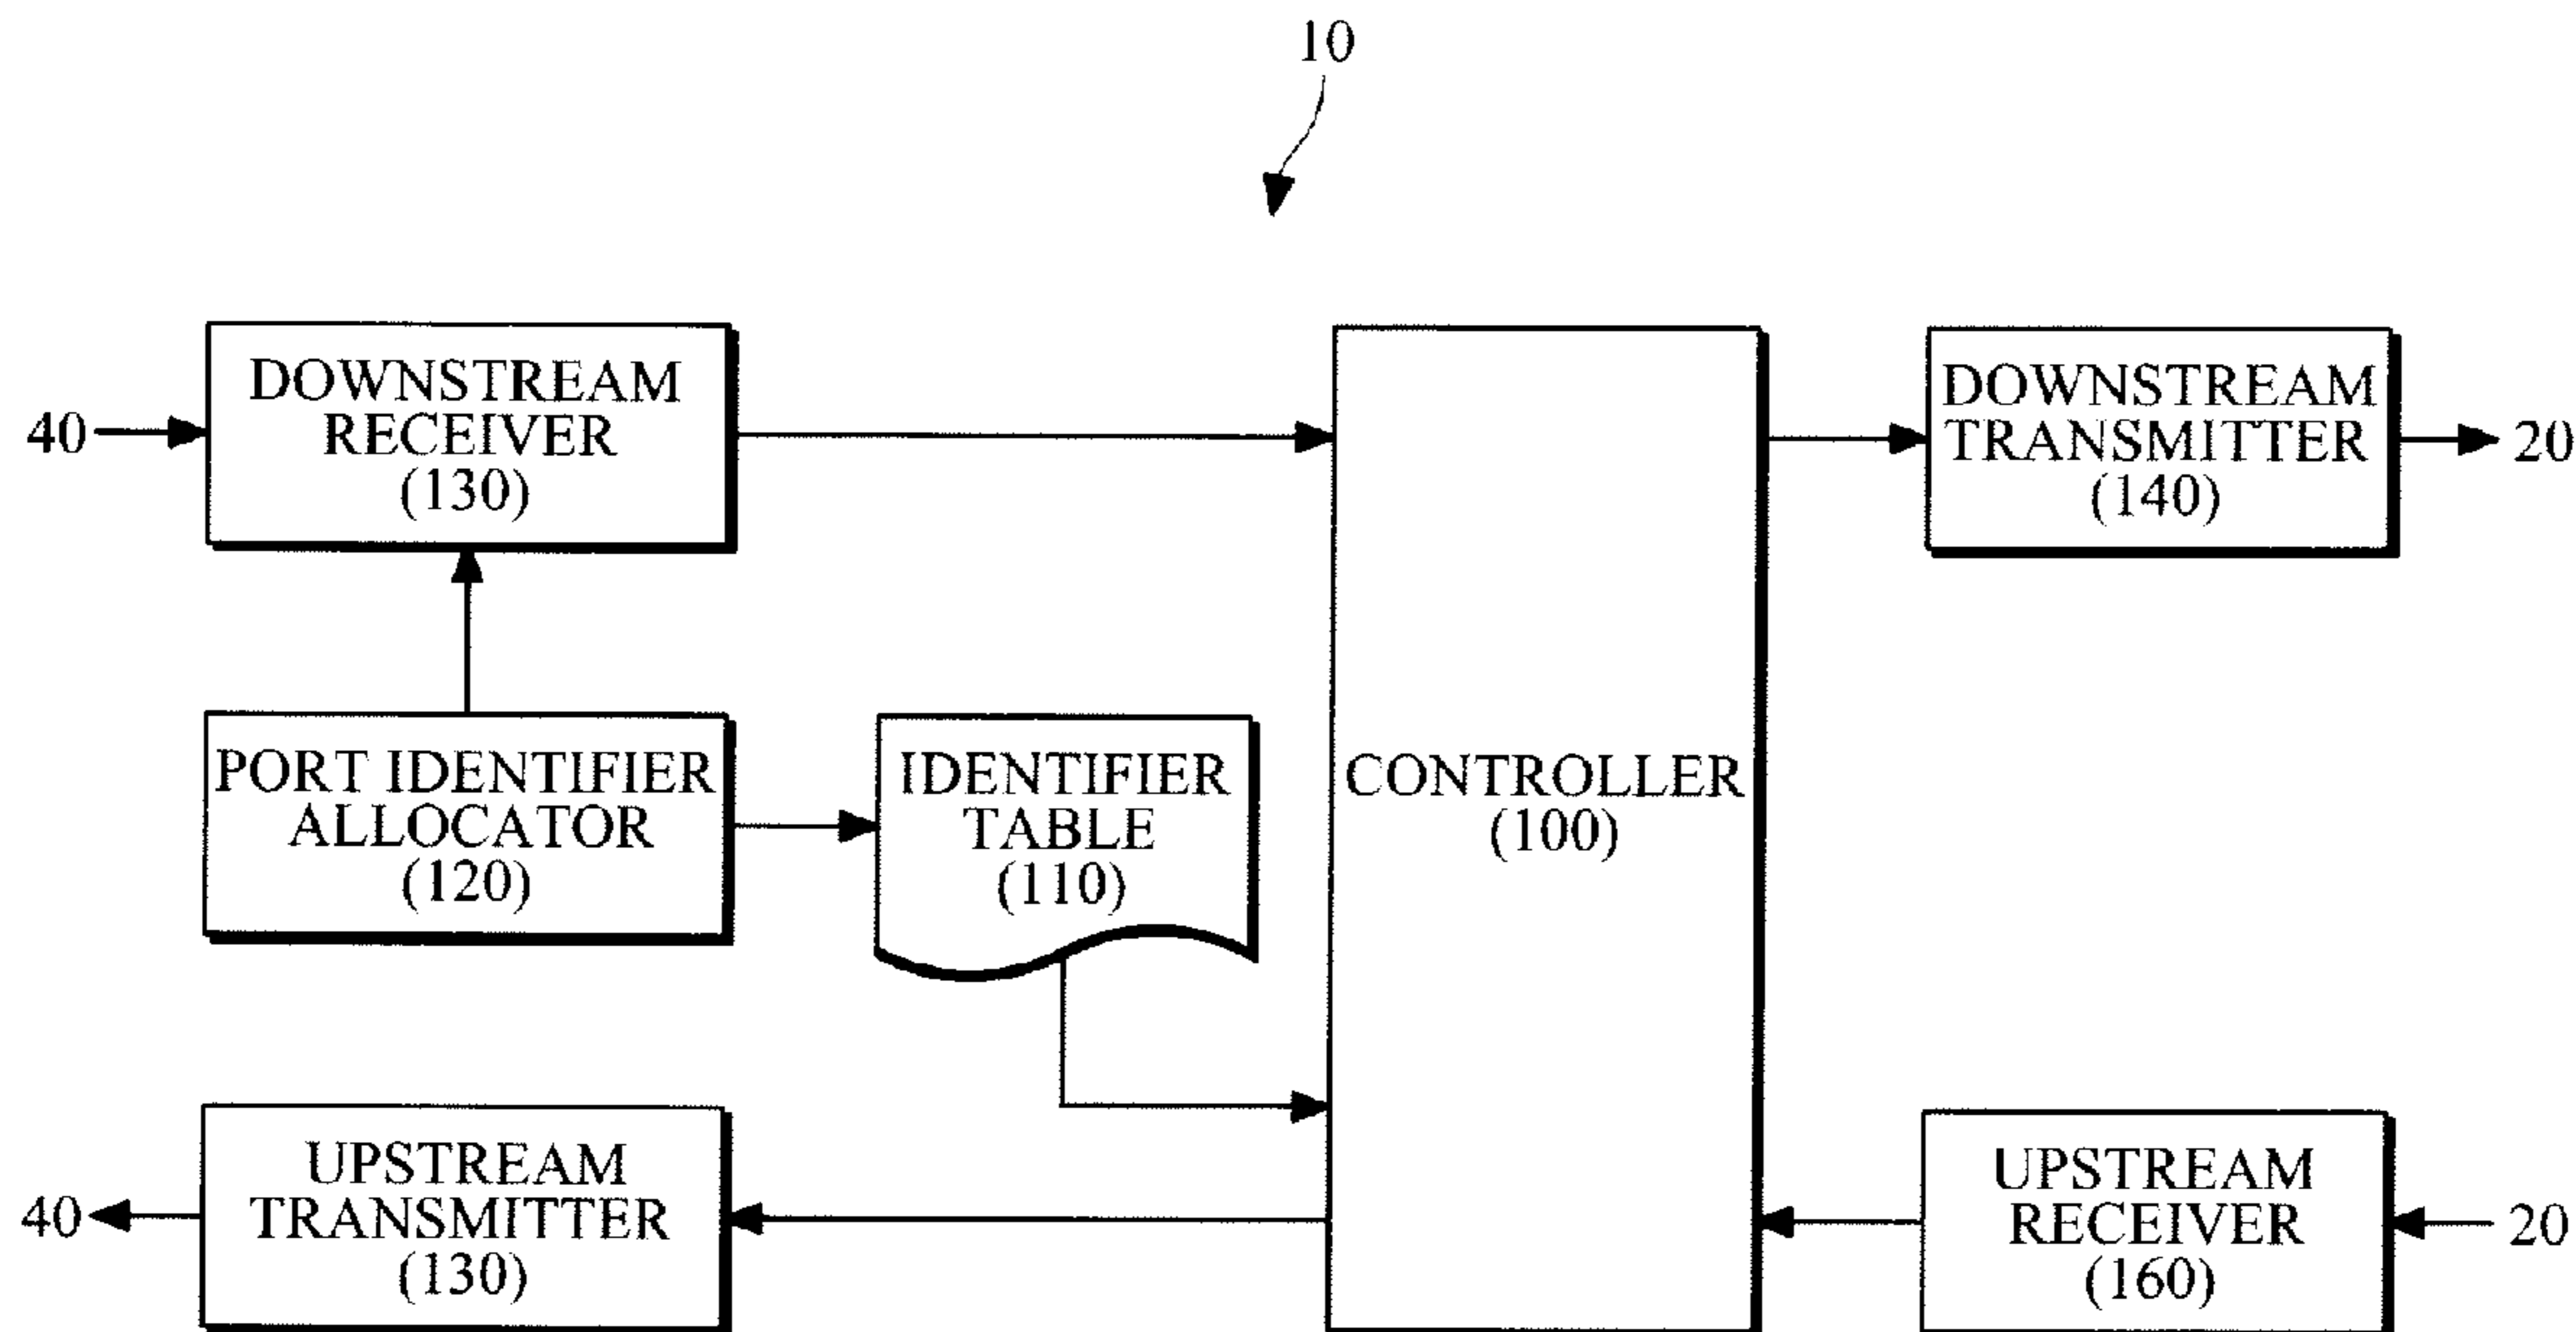 10
DOWNSTREAM
RECEIVER
(130)
40
DOWNSTREAM
TRANSMITTER
(140)
20
PORT IDENTIFIER
ALLOCATOR
(120)
IDENTIFIER
TABLE
(110)
CONTROLLER
(100)
UPSTREAM
TRANSMITTER
(130)
40
UPSTREAM
RECEIVER
(160)
20